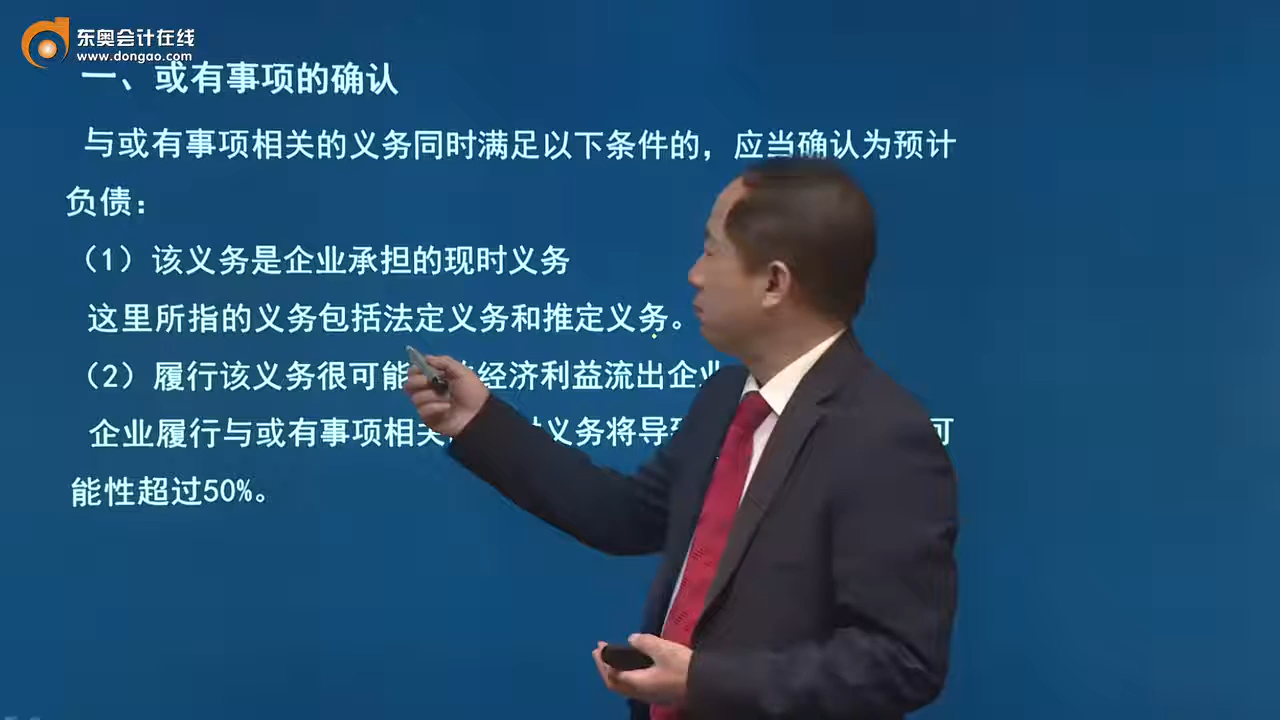 东奥会计在线
www.dongao.com
一、或有事项的确认
与或有事项相关的义务同时满足以下条件的，应当确认为预计
负债：
（1）该义务是企业承担的现时义务
这里所指的义务包括法定义务和推定义务。
（2）履行该义务很可能 经济利益流出企业
企业履行与或有事项相关 义务将导 可
能性超过50%。